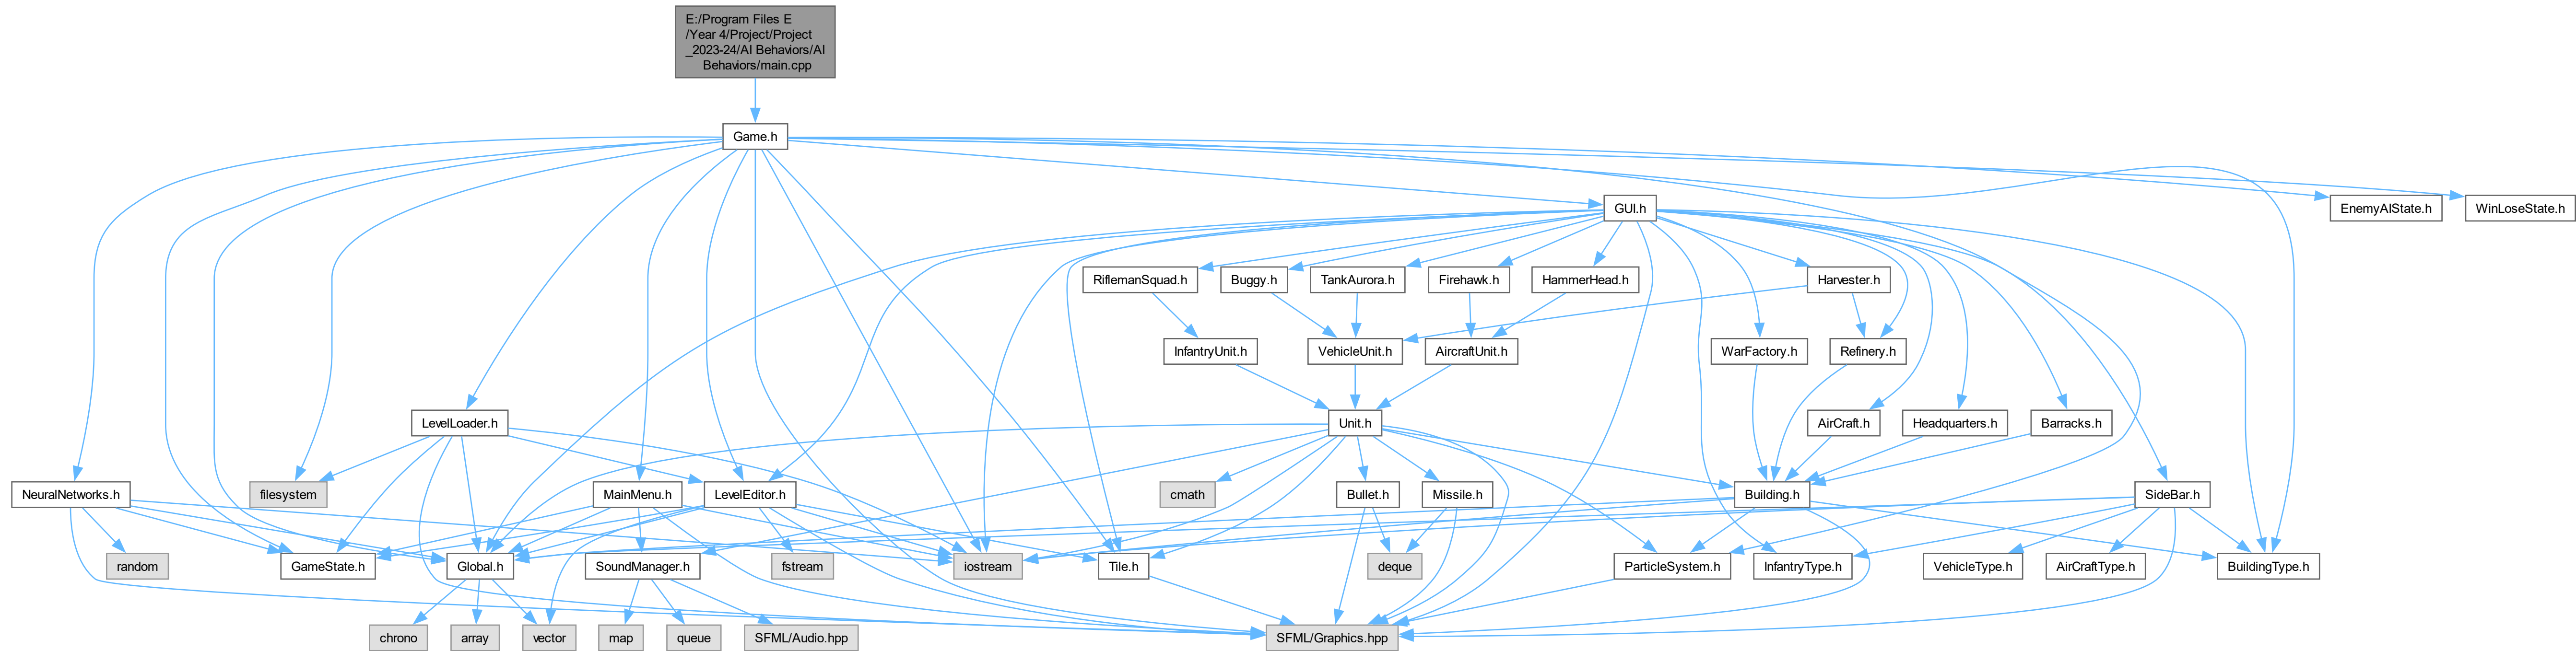 E:/Program Files E
/Year 4/Project/Project
_2023-24/AI Behaviors/AI
Behaviors/main.cpp
Game.h
GUI.h
EnemyAIState.h
WinLoseState.h
RiflemanSquad.h
Buggy.h
TankAurora.h
Firehawk.h
HammerHead.h
Harvester.h
InfantryUnit.h
VehicleUnit.h
AircraftUnit.h
WarFactory.h
Refinery.h
LevelLoader.h
Unit.h
AirCraft.h
Headquarters.h
Barracks.h
NeuralNetworks.h
filesystem
MainMenu.h
LevelEditor.h
cmath
Bullet.h
Missile.h
Building.h
SideBar.h
random
GameState.h
Global.h
SoundManager.h
fstream
iostream
Tile.h
deque
ParticleSystem.h
InfantryType.h
VehicleType.h
AirCraftType.h
BuildingType.h
chrono
array
vector
map
queue
SFML/Audio.hpp
SFML/Graphics.hpp